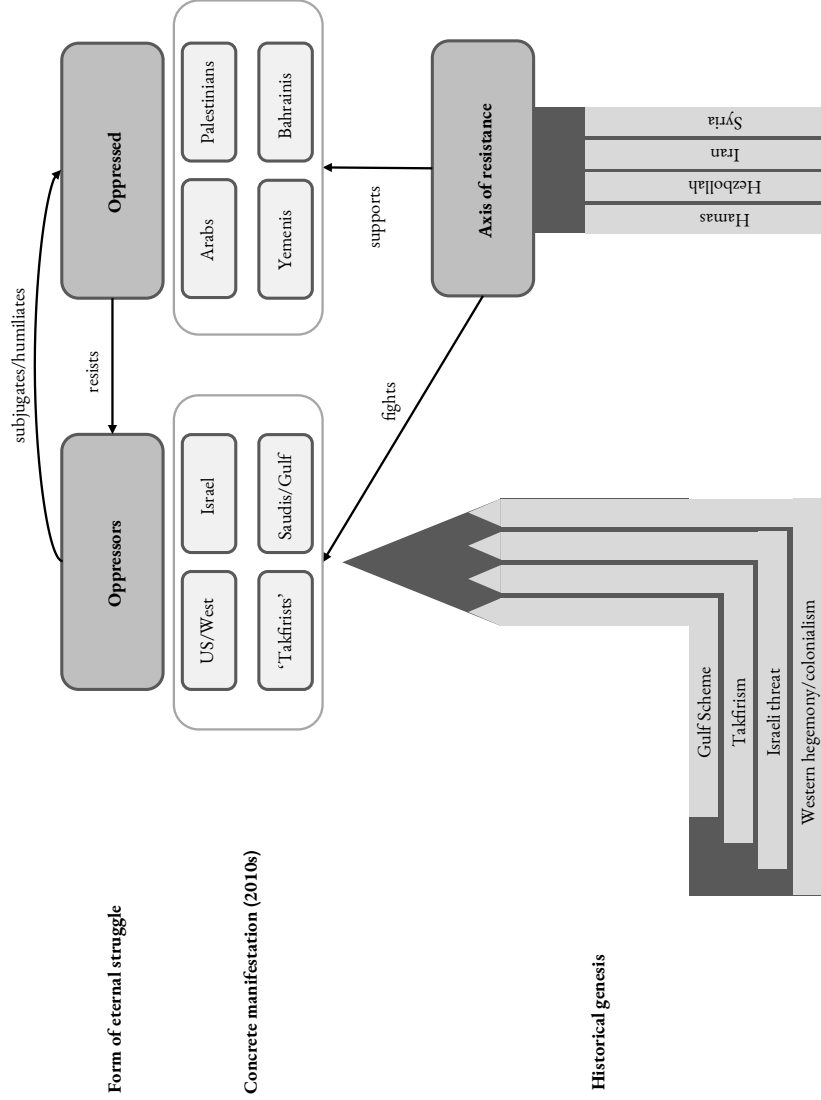 Form of eternal struggle
Oppressors
subjugates/humiliates
resists
Oppressed
Concrete manifestation (2010s)
US/West
Israel
‘Takfirists’
Saudis/Gulf
Arabs
Palestinians
Yemenis
Bahrainis
fights
supports
Axis of resistance
Historical genesis
Gulf Scheme
Takfirism
Israeli threat
Western hegemony/colonialism
Hamas
Hezbollah
Iran
Syria